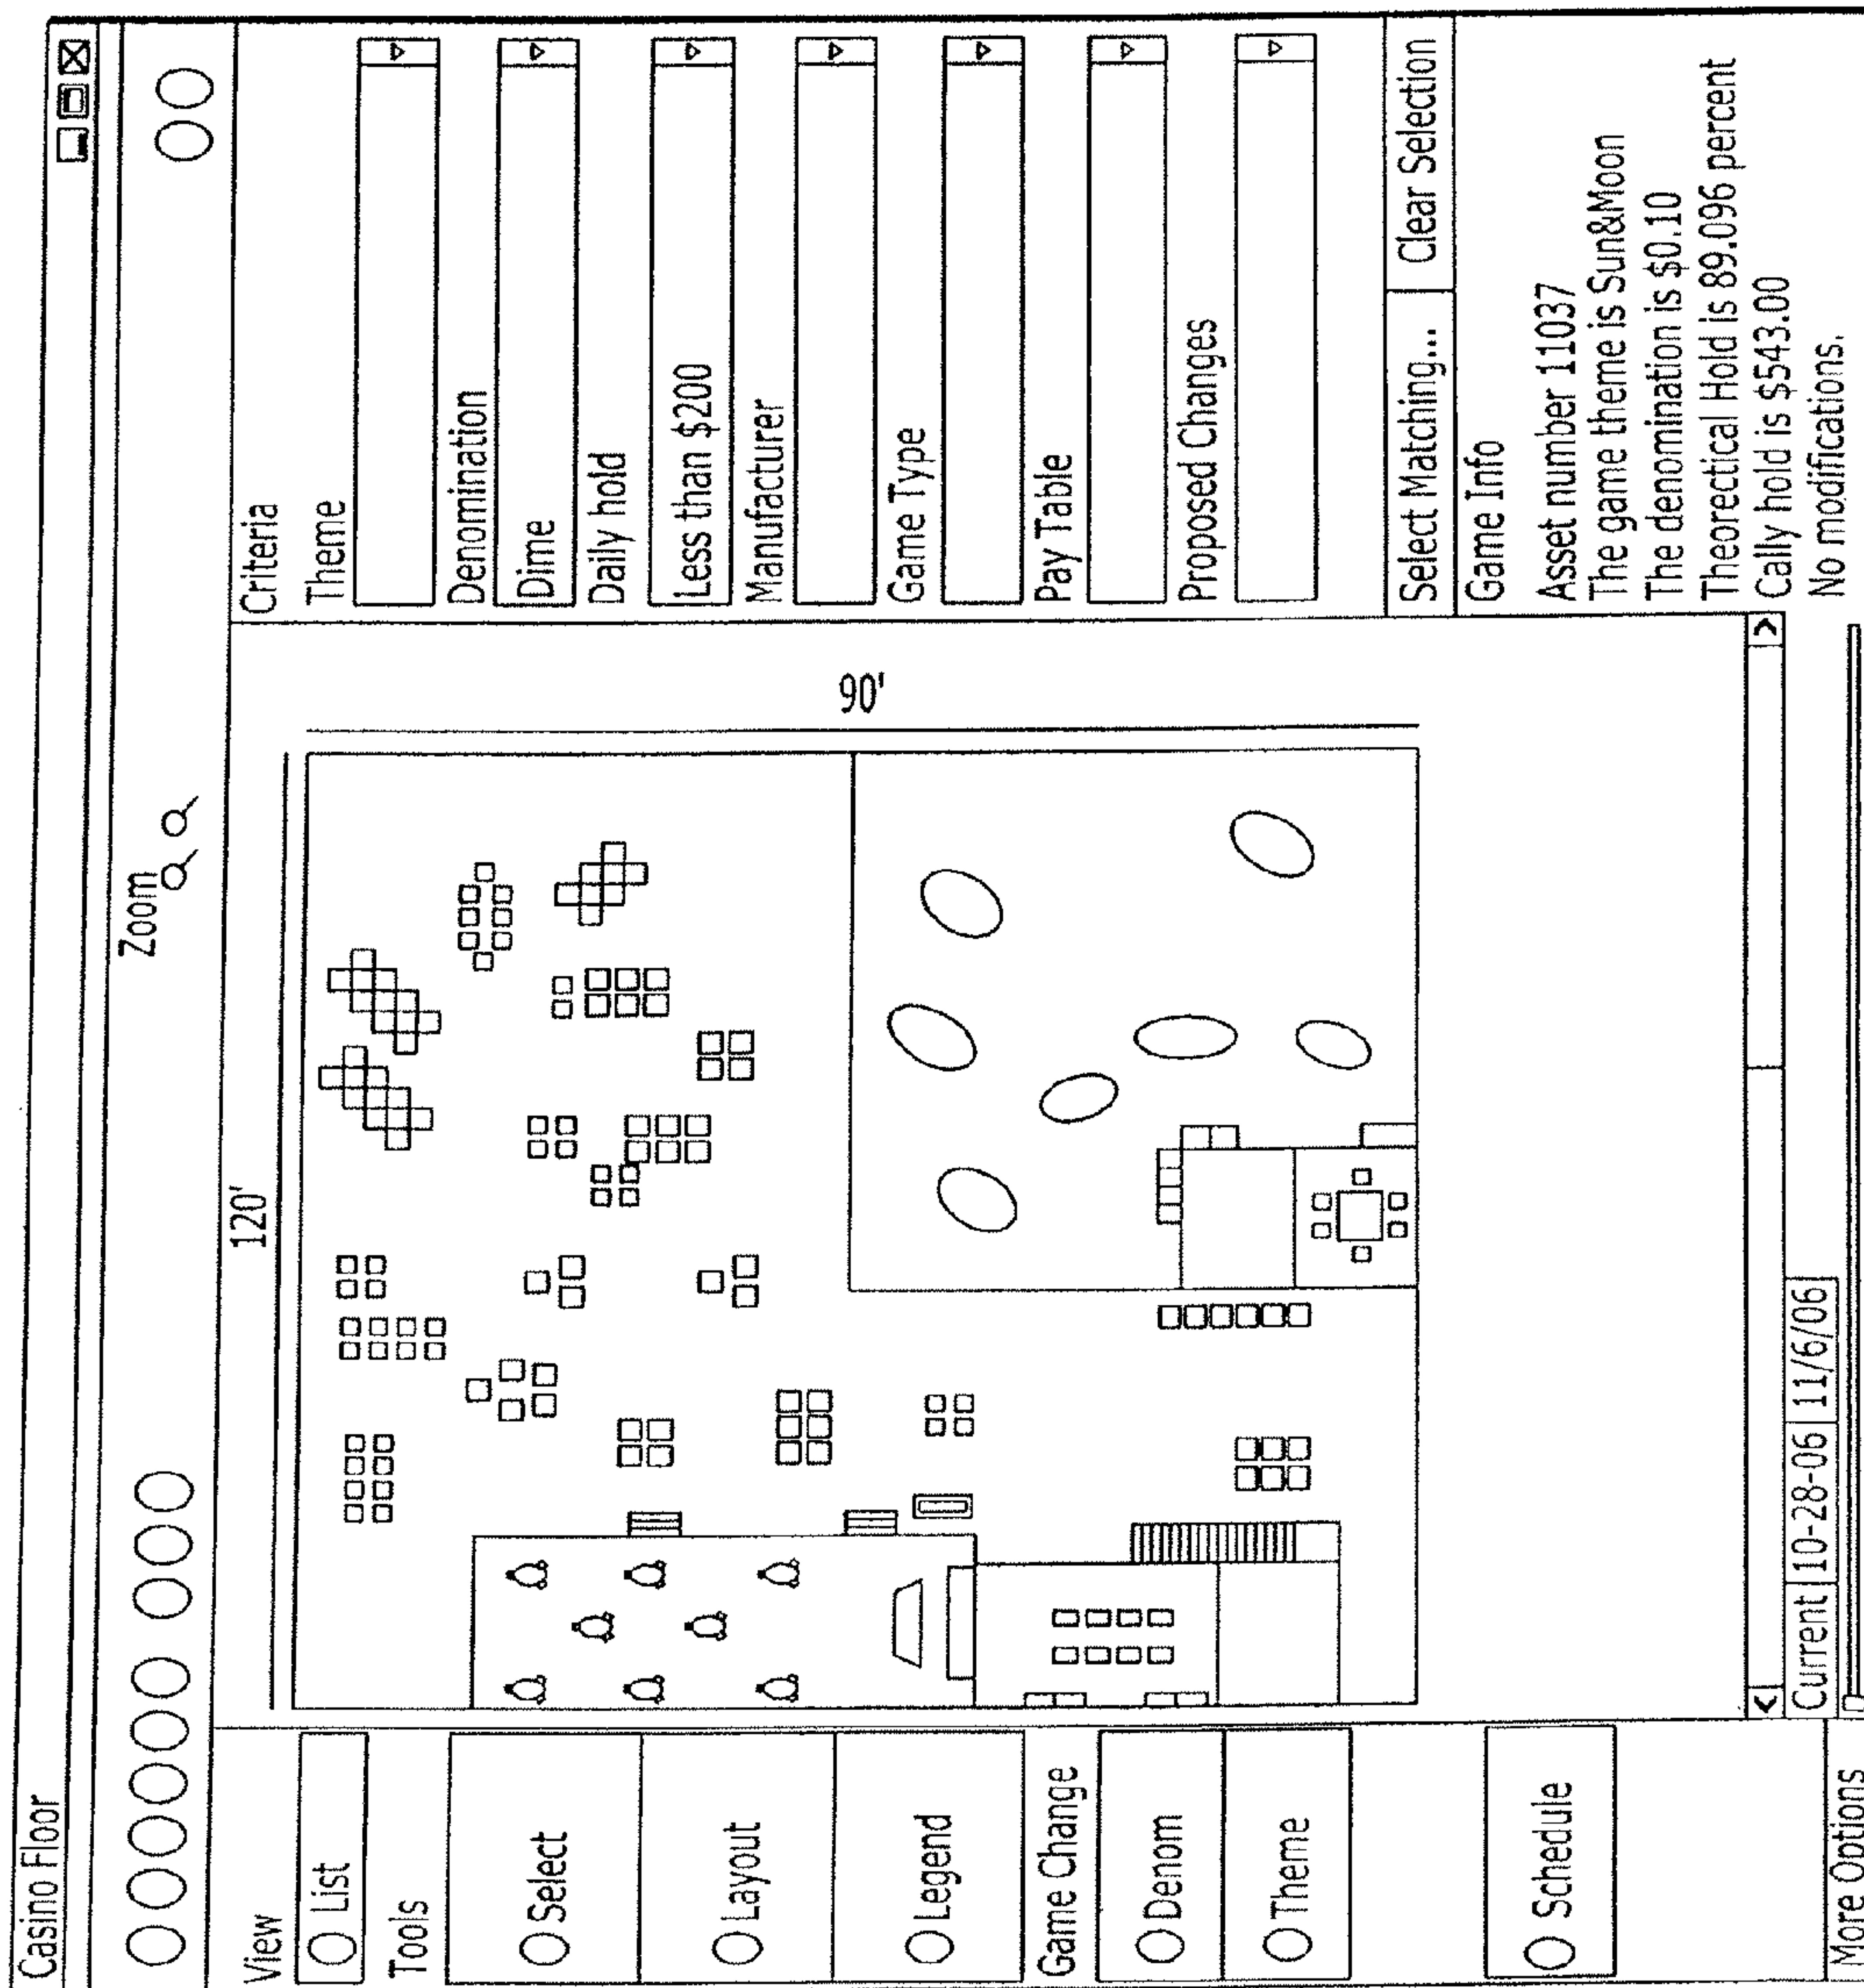 Casino Floor
Zoom
View
List
Tools
Select
Layout
Legend
Game Change
Denom
Theme
Schedule
More Options
120'
90'
Current 10-28-06 11/6/06
Criteria
Theme
Denomination
Dime
Daily hold
Less than $200
Manufacturer
Game Type
Pay Table
Proposed Changes
Select Matching... Clear Selection
Game Info
Asset number 11037
The game theme is Sun&Moon
The denomination is $0.10
Theorectical Hold is 89.096 percent
Cally hold is $543.00
No modifications.